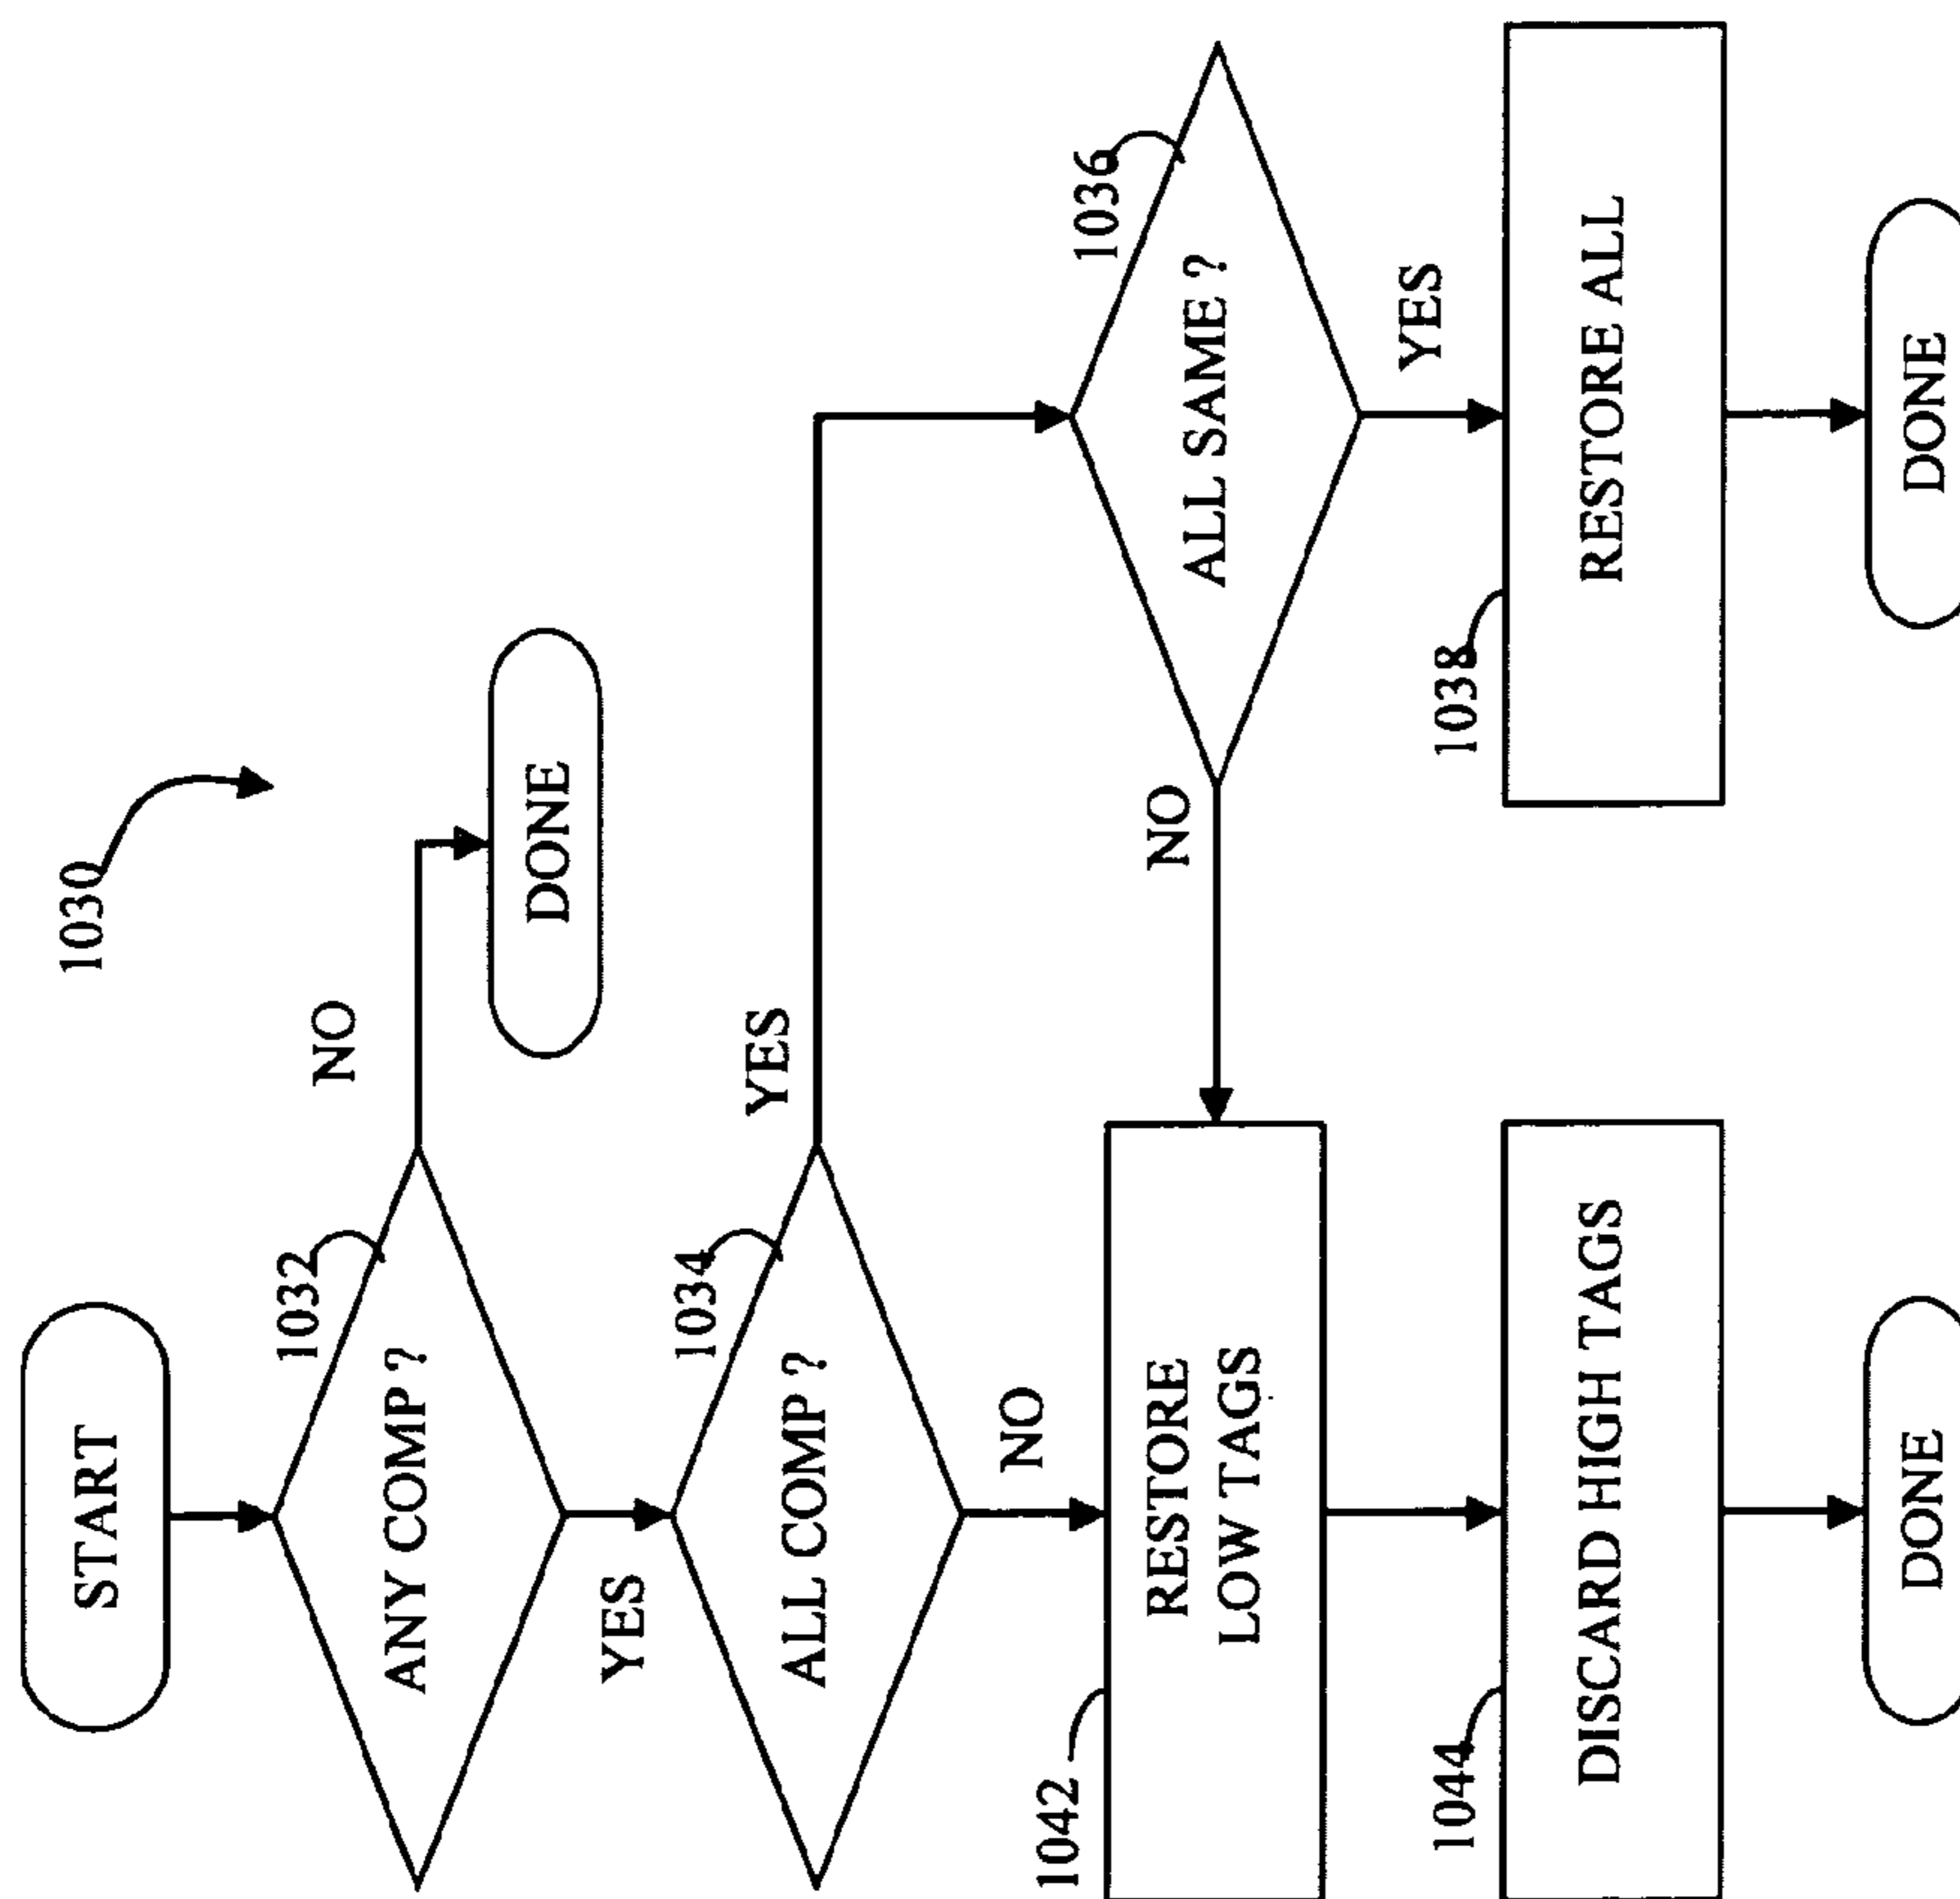 1030
START
1032
ANY COMP ?
NO
DONE
YES
1034
ALL COMP ?
YES
NO
1036
ALL SAME ?
NO
YES
1042
RESTORE
LOW TAGS
1038
RESTORE ALL
DONE
1044
DISCARD HIGH TAGS
DONE